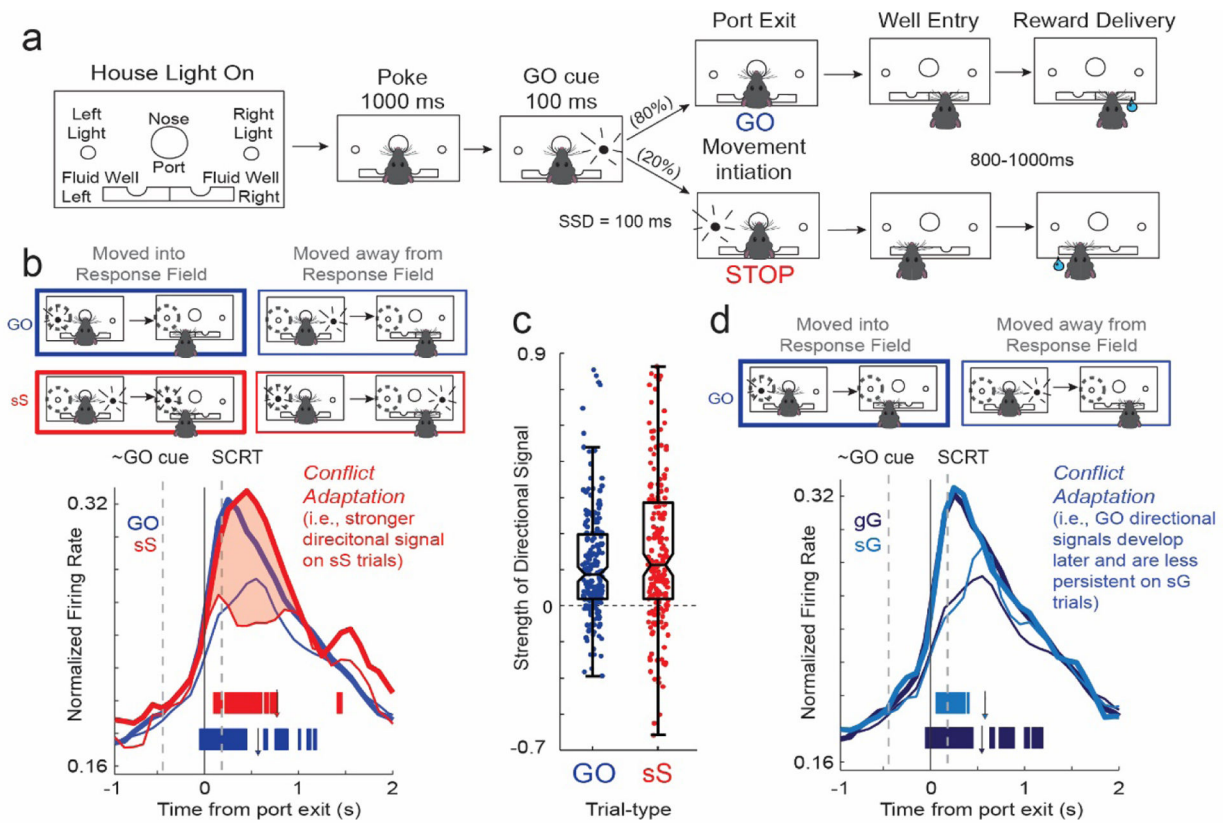 a
House Light On
Left
Light
Nose
Port
Right
Light
Fluid Well
Left
Fluid Well
Right
Poke
1000 ms
GO cue
100 ms
(80%)
(20%)
Port Exit
GO
Movement
intiation
SSD = 100 ms
STOP
Well Entry
Reward Delivery
800-1000ms
b
Moved into
Response Field
Moved away from
Response Field
GO
sS
~GO cue
SCRT
Conflict
Adaptation
(i.e., stronger
direcitonal signal
on sS trials)
GO
sS
0.32
Normalized Firing Rate
0.16
-1
0
1
2
Time from port exit (s)
c
0.9
Strength of Directional Signal
0
-0.7
GO
sS
Trial-type
d
Moved into
Response Field
Moved away from
Response Field
GO
~GO cue
SCRT
Conflict
Adaptation
(i.e., GO directional
signals develop
later and are less
persistent on sG
trials)
gG
sG
0.32
Normalized Firing Rate
0.16
-1
0
1
2
Time from port exit (s)